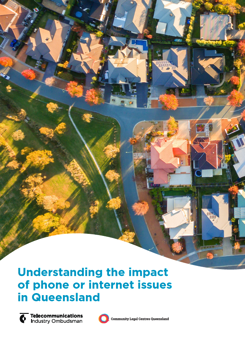 Understanding the impact
of phone or internet issues
in Queensland
Telecommunications
Industry Ombudsman
Community Legal Centres Queensland